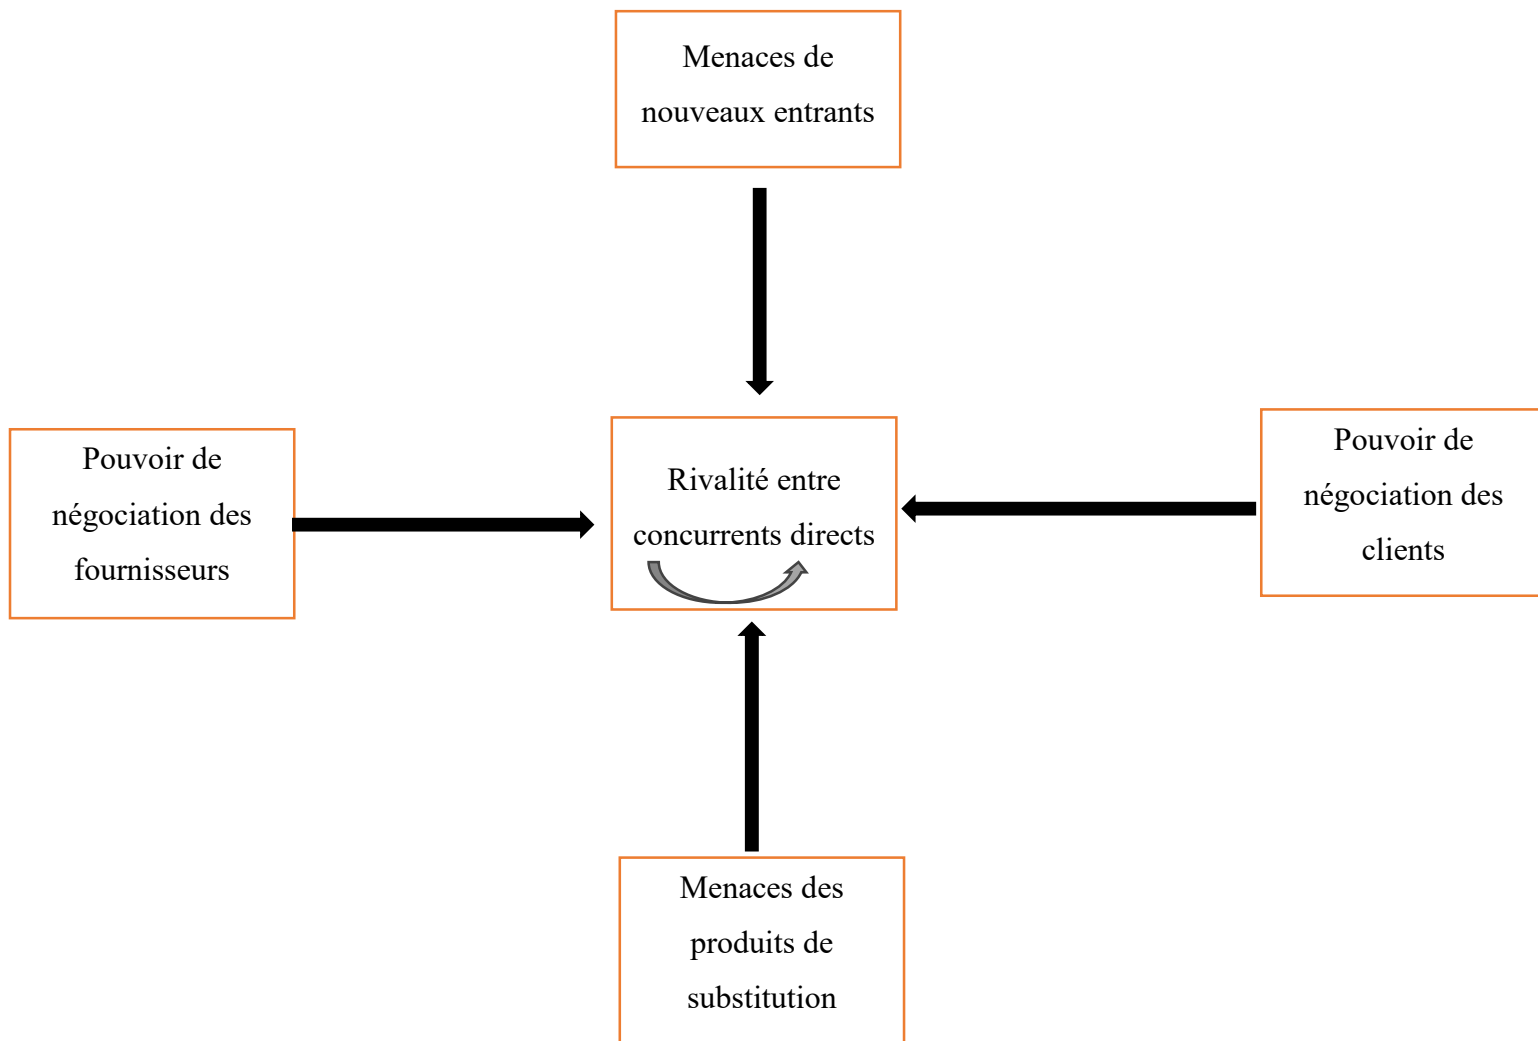 Menaces de
nouveaux entrants
Pouvoir de
négociation des
fournisseurs
Rivalité entre
concurrents directs
Pouvoir de
négociation des
clients
Menaces des
produits de
substitution